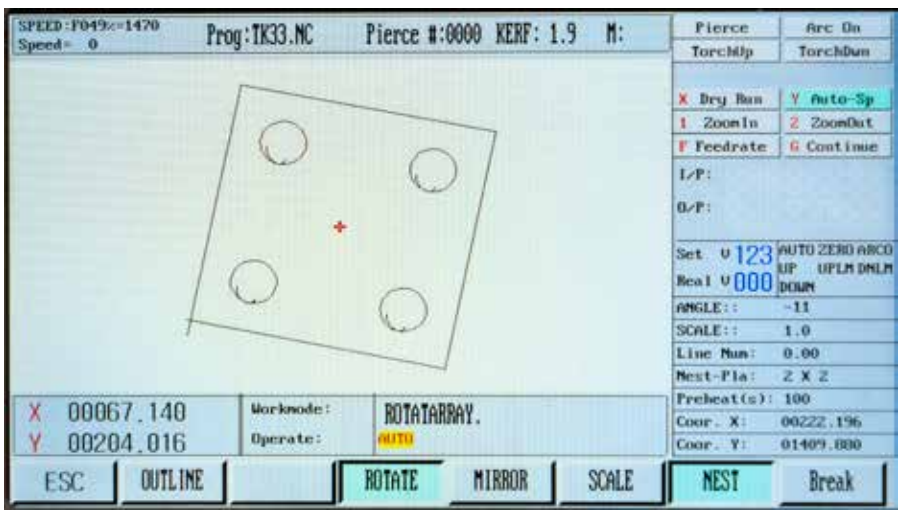 SPEED:F049%=1470
Speed= 0
Prog:TK33.NC
Pierce #:0000 KERF: 1.9 M:
Pierce Arc On
TorchUp TorchDwn
X Dry Run Y Auto-Sp
1 ZoomIn 2 ZoomOut
F Feedrate G Continue
I/P:
O/P:
Set V 123 AUTO ZERO ARCO
UP UPLM DNLM
Real V 000 DOWN
ANGLE:: -11
SCALE:: 1.0
Line Num: 0.00
Nest-Pla: 2 X 2
Preheat(s): 100
Coor. X: 00222.196
Coor. Y: 01409.880
X 00067.140
Y 00204.016
Workmode: ROTATARRAY.
Operate: AUTO
ESC OUTLINE ROTATE MIRROR SCALE NEST Break